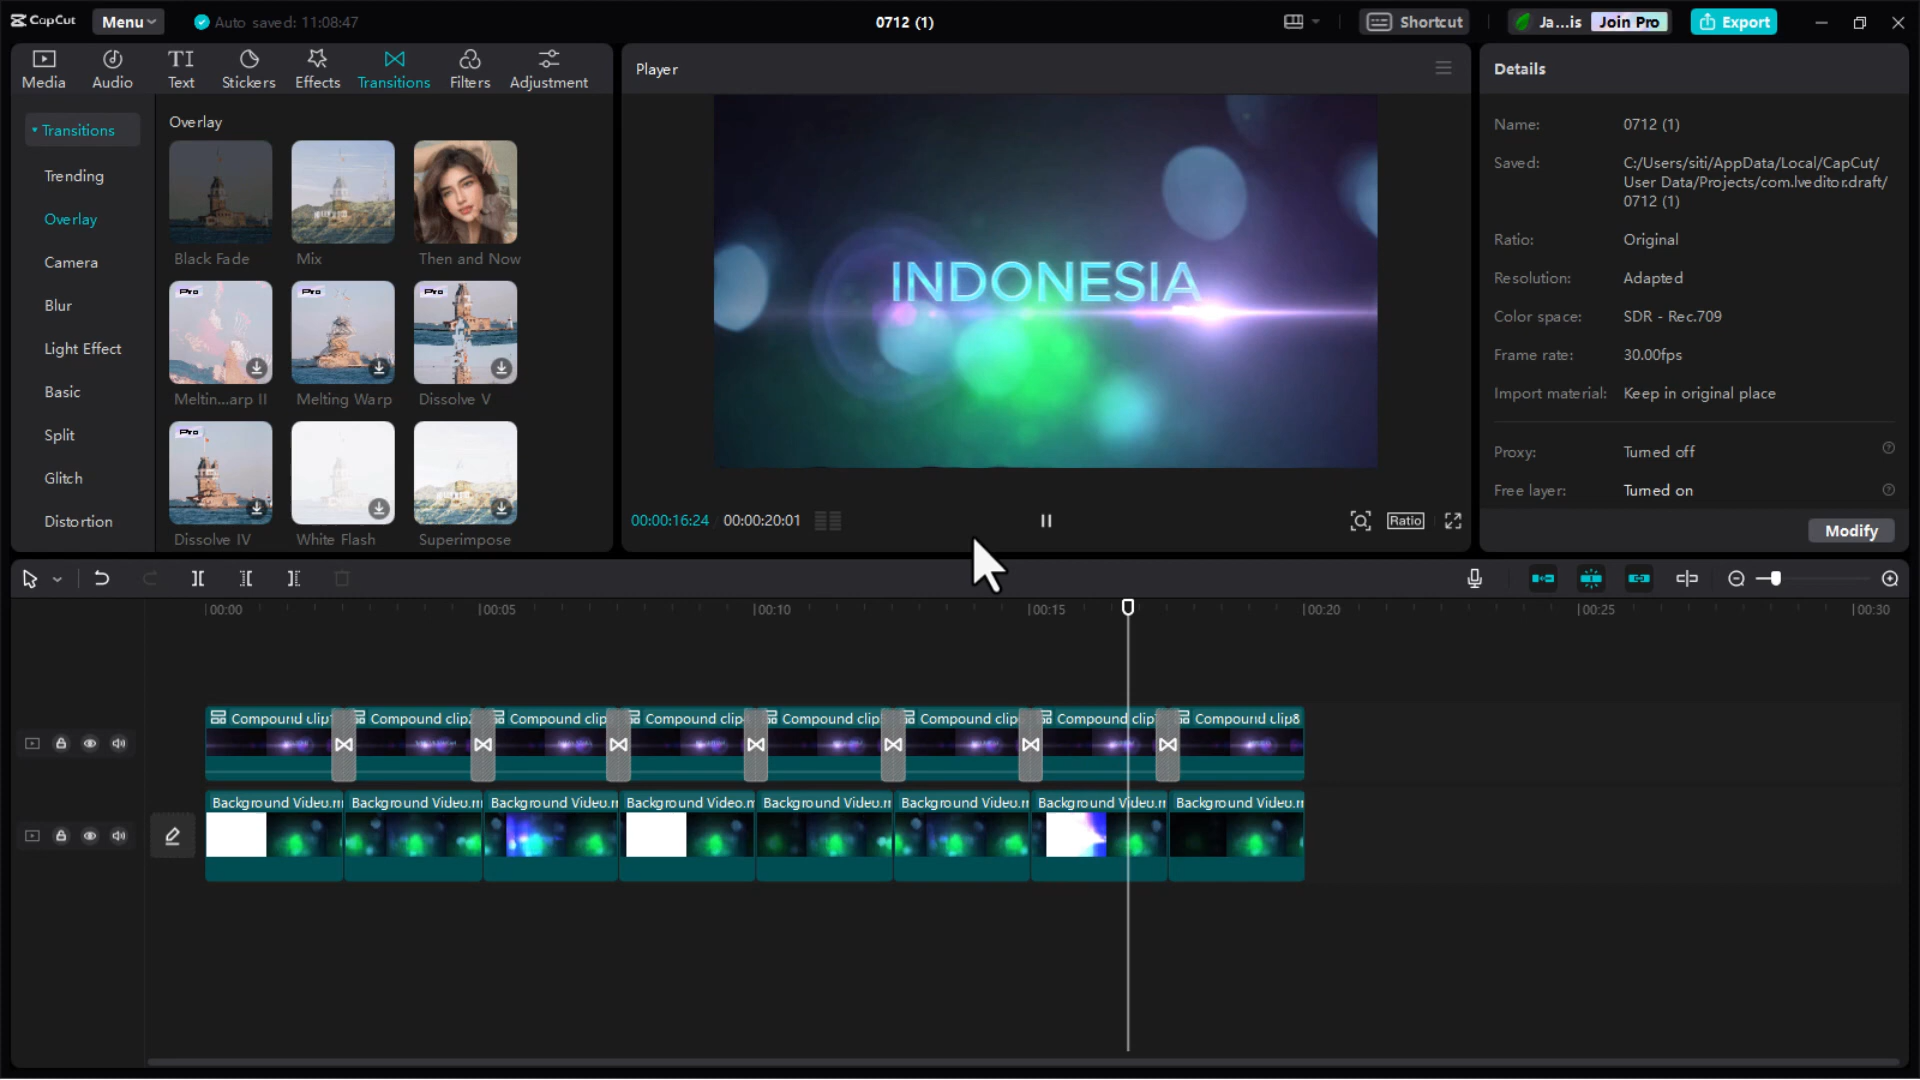 CapCut
Menu
Auto saved: 11:08:47
0712 (1)
Shortcut
Ja...is
Join Pro
Export
Media
Audio
Text
Stickers
Effects
Transitions
Filters
Adjustment
Transitions
Trending
Overlay
Camera
Blur
Light Effect
Basic
Split
Glitch
Distortion
Overlay
Black Fade
Mix
Then and Now
Pro
Pro
Pro
Meltin...arp II
Melting Warp
Dissolve V
Pro
Dissolve IV
White Flash
Superimpose
Player
INDONESIA
00:00:16:24
00:00:20:01
Ratio
Details
Name:
0712 (1)
Saved:
C:/Users/siti/AppData/Local/CapCut/
User Data/Projects/com.lveditor.draft/
0712 (1)
Ratio:
Original
Resolution:
Adapted
Color space:
SDR - Rec.709
Frame rate:
30.00fps
Import material:
Keep in original place
Proxy:
Turned off
Free layer:
Turned on
Modify
00:00
00:05
00:10
00:15
00:20
00:25
00:30
Compound clip
Compound clip
Compound clip
Compound clip
Compound clip
Compound clip
Compound clip
Compound clip8
Background Video.m
Background Video.m
Background Video.m
Background Video.m
Background Video.m
Background Video.m
Background Video.m
Background Video.m